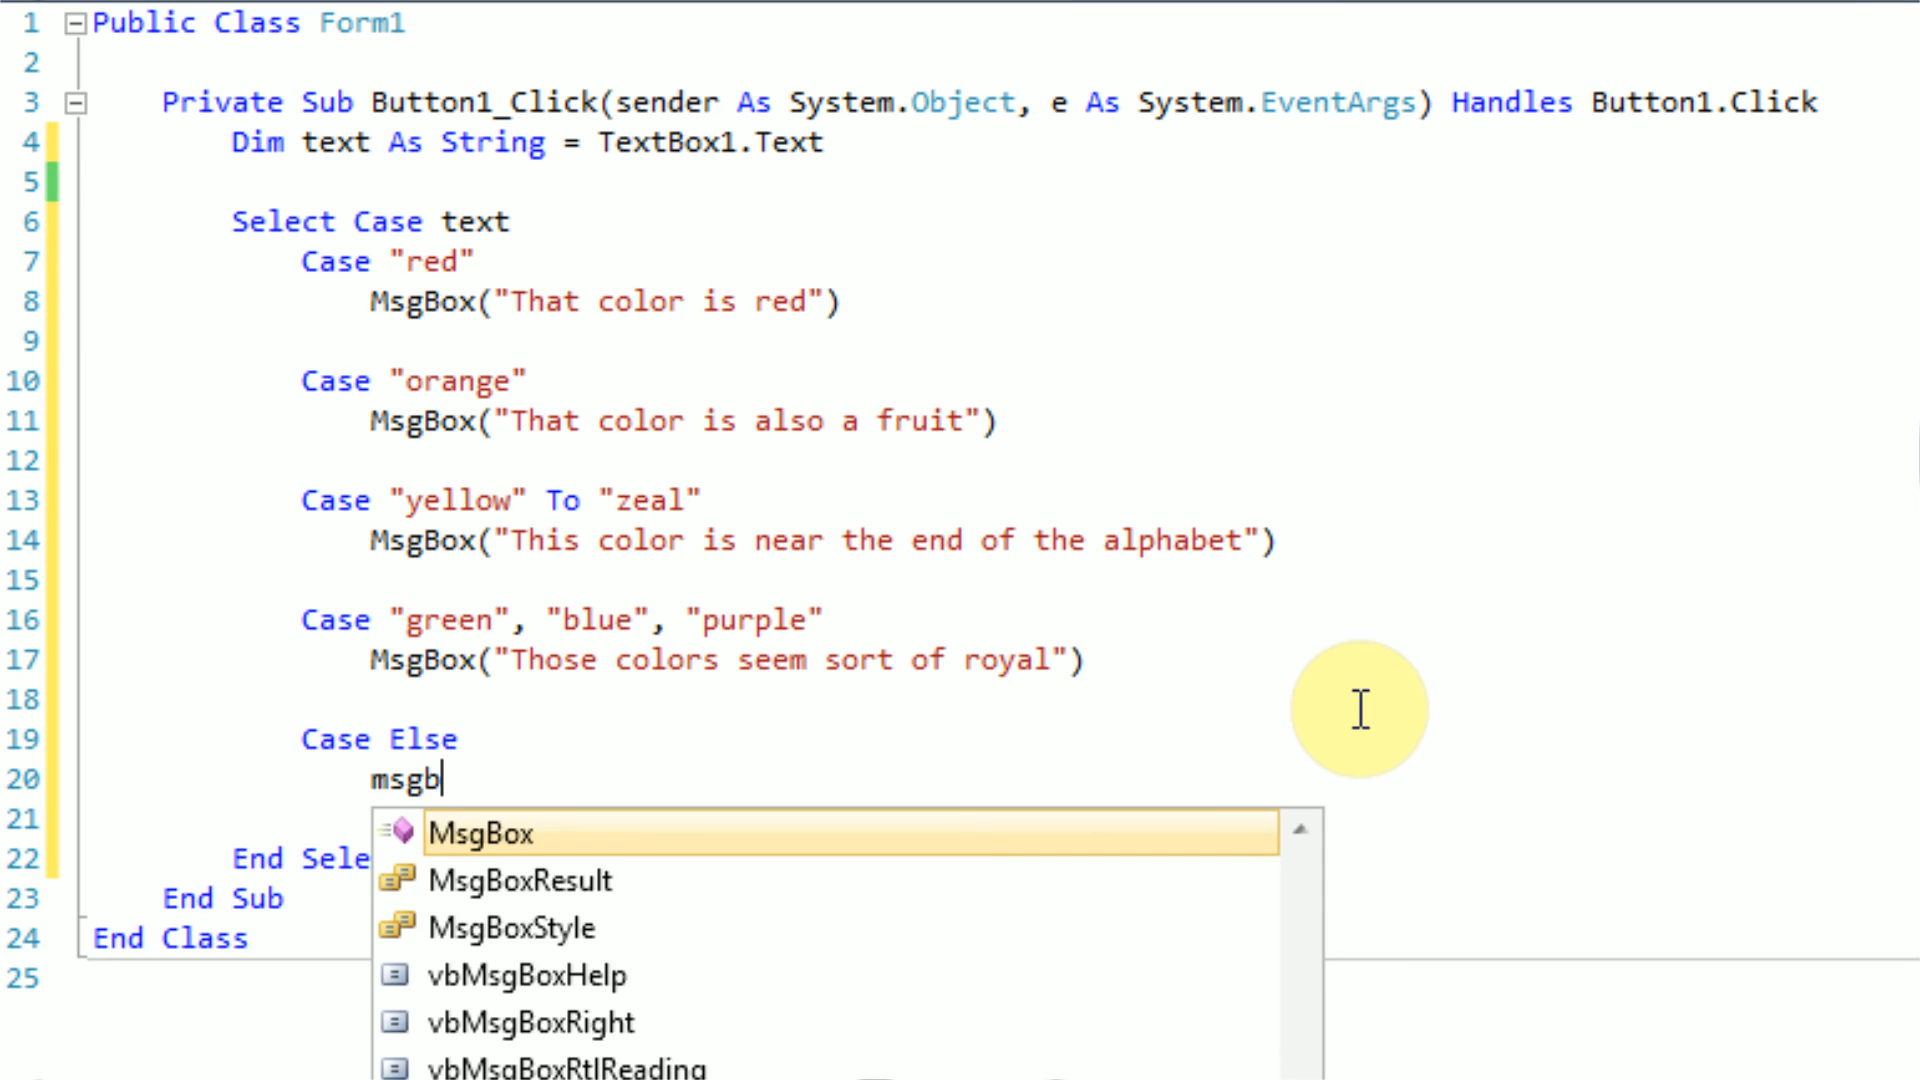 1 Public Class Form1
2
3 Private Sub Button1_Click(sender As System.Object, e As System.EventArgs) Handles Button1.Click
4 Dim text As String = TextBox1.Text
5
6 Select Case text
7 Case "red"
8 MsgBox("That color is red")
9
10 Case "orange"
11 MsgBox("That color is also a fruit")
12
13 Case "yellow" To "zeal"
14 MsgBox("This color is near the end of the alphabet")
15
16 Case "green", "blue", "purple"
17 MsgBox("Those colors seem sort of royal")
18
19 Case Else
20 msgb
21
MsgBox
22 End Sele
MsgBoxResult
23 End Sub
MsgBoxStyle
24 End Class
25
vbMsgBoxHelp
vbMsgBoxRight
vbMsgBoxRtlReading